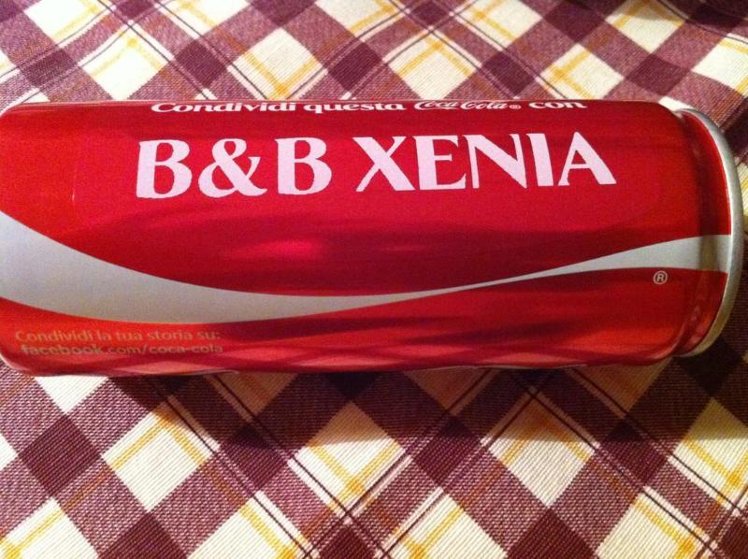 Condividi questa Coca-Cola® con
B&B XENIA
®
Condividi la tua storia su:
facebook.com/coca-cola